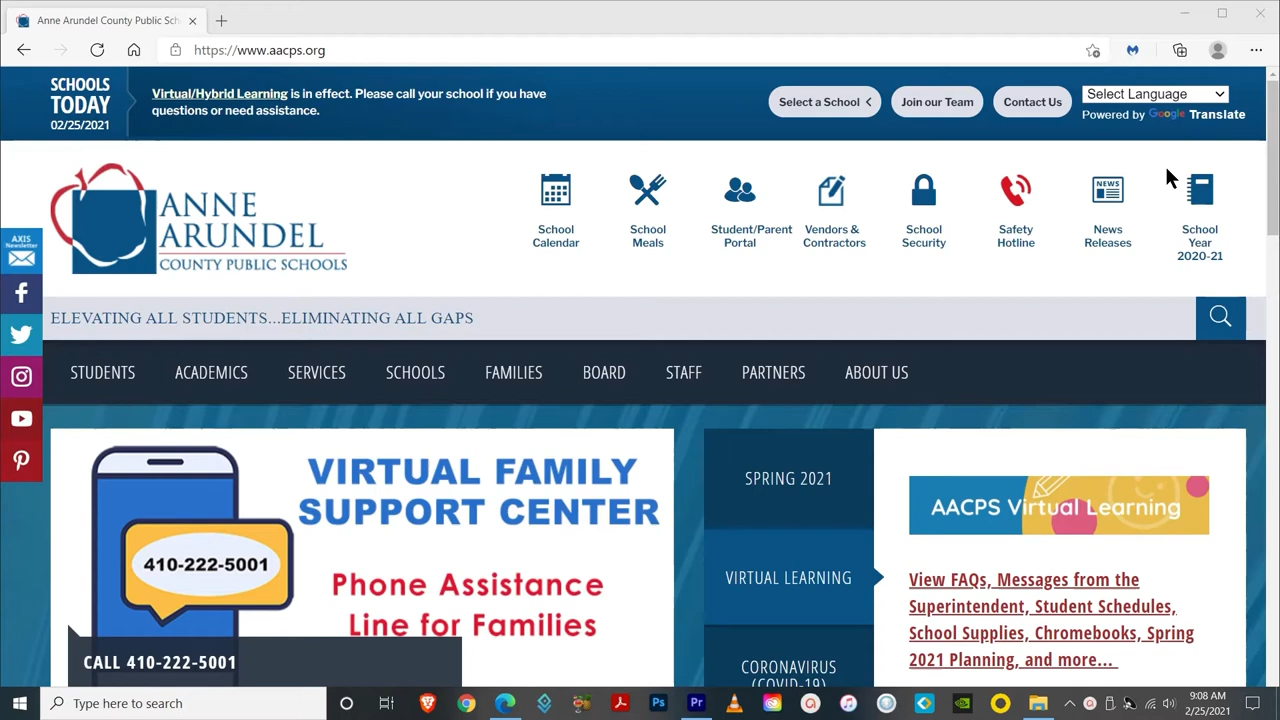 Anne Arundel County Public Sch
https://www.aacps.org
SCHOOLS
TODAY
02/25/2021
Virtual/Hybrid Learning is in effect. Please call your school if you have
questions or need assistance.
Select a School
Join our Team
Contact Us
Select Language
Powered by Google Translate
ANNE
ARUNDEL
COUNTY PUBLIC SCHOOLS
School
Calendar
School
Meals
Student/Parent
Portal
Vendors &
Contractors
School
Security
Safety
Hotline
NEWS
News
Releases
School
Year
2020-21
AXIS
Newsletter
ELEVATING ALL STUDENTS...ELIMINATING ALL GAPS
STUDENTS
ACADEMICS
SERVICES
SCHOOLS
FAMILIES
BOARD
STAFF
PARTNERS
ABOUT US
410-222-5001
VIRTUAL FAMILY
SUPPORT CENTER
Phone Assistance
Line for Families
CALL 410-222-5001
SPRING 2021
VIRTUAL LEARNING
CORONAVIRUS
(COVID-19)
AACPS Virtual Learning
View FAQs, Messages from the
Superintendent, Student Schedules,
School Supplies, Chromebooks, Spring
2021 Planning, and more...
Type here to search
Ps
Pr
9:08 AM
2/25/2021